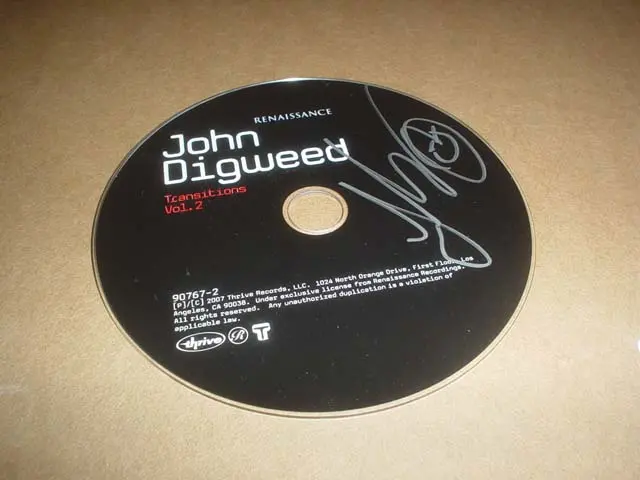 RENAISSANCE
John
Digweed
Transitions
Vol.2
90767-2
[P]/[C] 2007 Thrive Records, LLC. 1024 North Orange Drive, First Floor, Los
Angeles, CA 90038. Under exclusive license from Renaissance Recordings.
All rights reserved. Any unauthorized duplication is a violation of
applicable law.
thrive R T